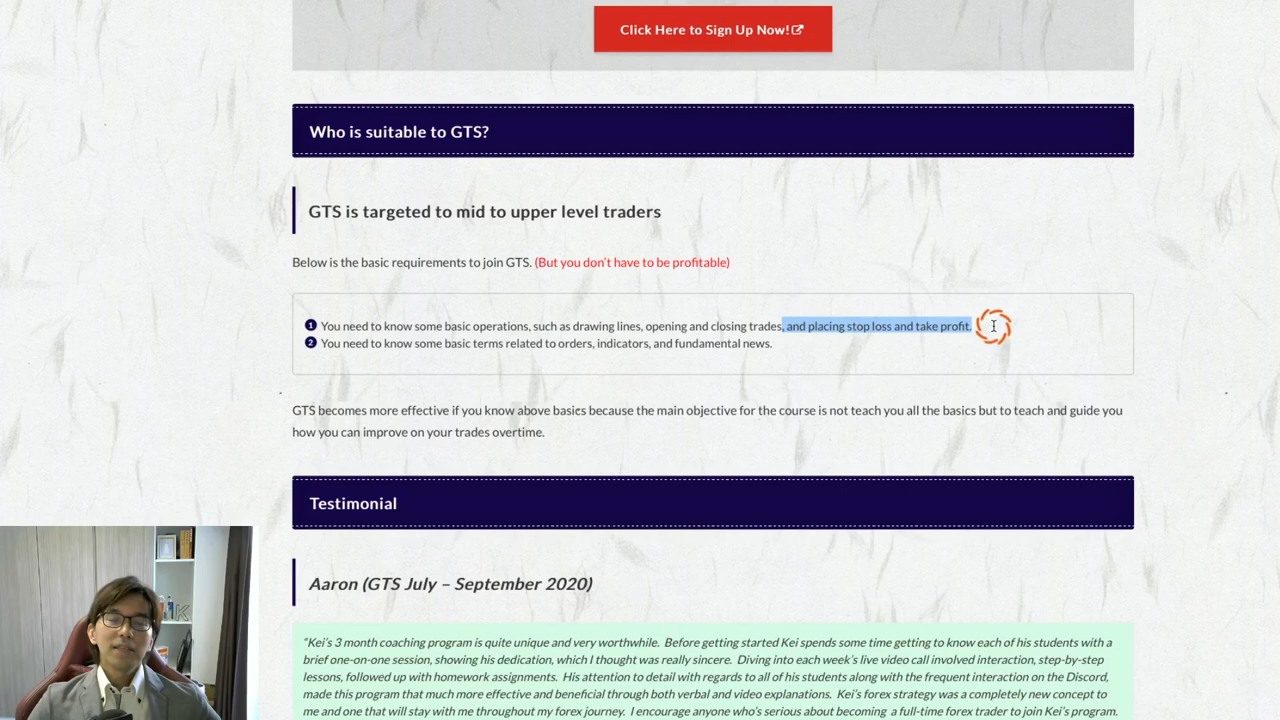 Click Here to Sign Up Now!
Who is suitable to GTS?
GTS is targeted to mid to upper level traders
Below is the basic requirements to join GTS. (But you don't have to be profitable)
1 You need to know some basic operations, such as drawing lines, opening and closing trades, and placing stop loss and take profit.
2 You need to know some basic terms related to orders, indicators, and fundamental news.
GTS becomes more effective if you know above basics because the main objective for the course is not teach you all the basics but to teach and guide you
how you can improve on your trades overtime.
Testimonial
Aaron (GTS July – September 2020)
"Kei's 3 month coaching program is quite unique and very worthwhile. Before getting started Kei spends some time getting to know each of his students with a
brief one-on-one session, showing his dedication, which I thought was really sincere. Diving into each week's live video call involved interaction, step-by-step
lessons, followed up with homework assignments. His attention to detail with regards to all of his students along with the frequent interaction on the Discord,
made this program that much more effective and beneficial through both verbal and video explanations. Kei's forex strategy was a completely new concept to
me and one that will stay with me throughout my forex journey. I encourage anyone who's serious about becoming a full-time forex trader to join Kei's program.